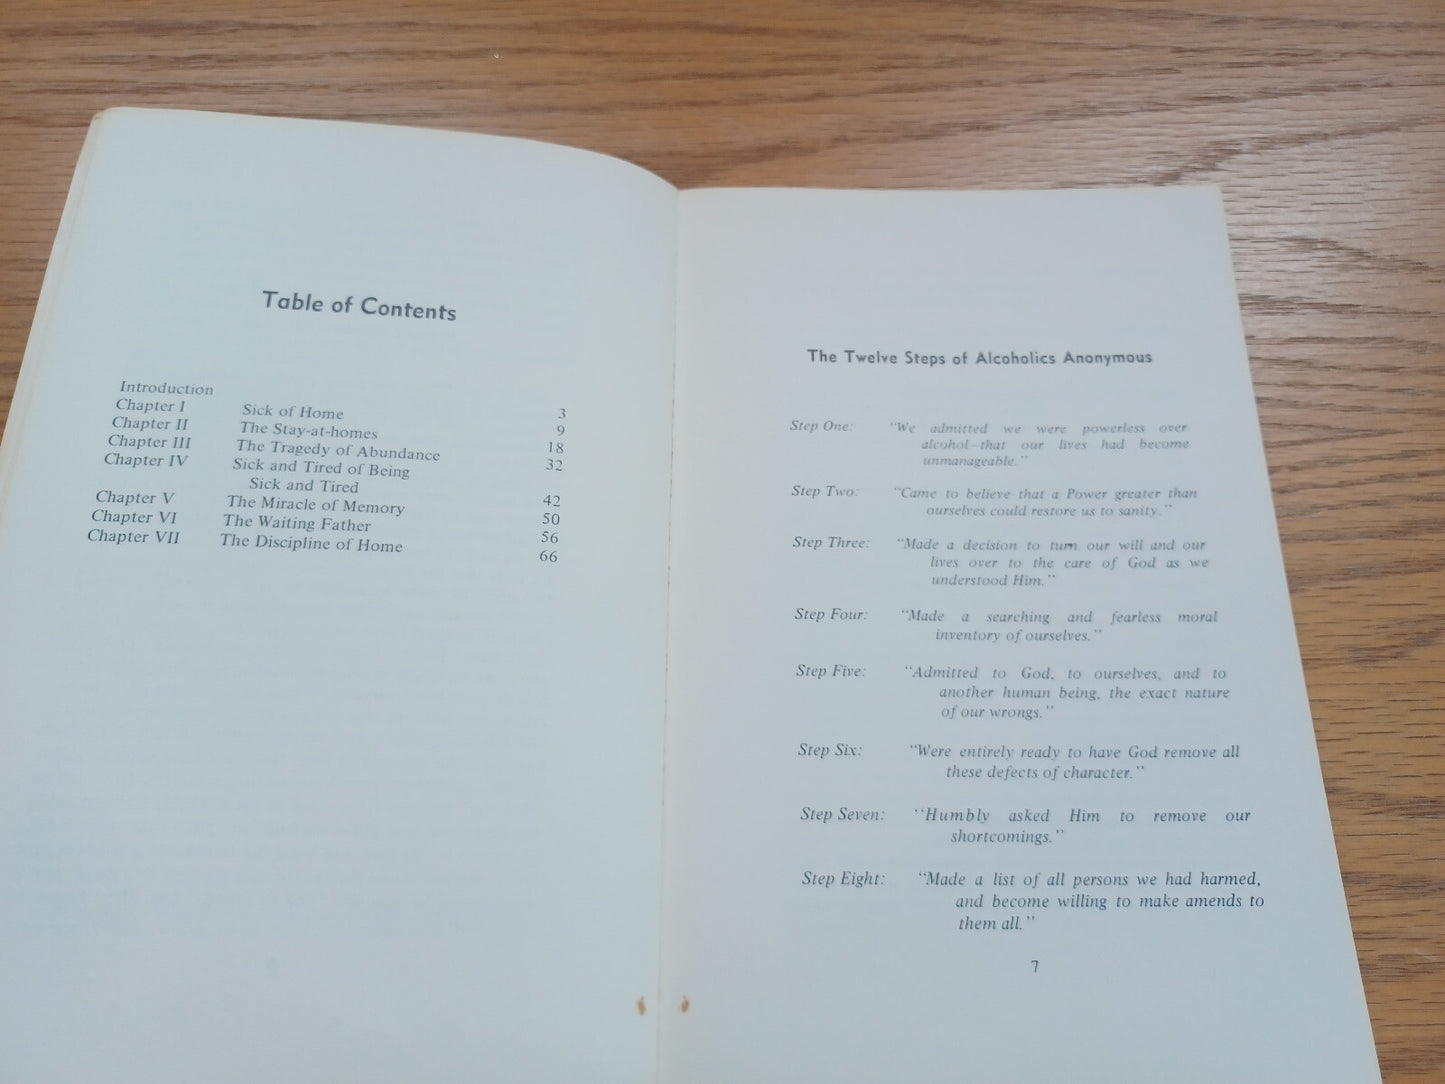 Table of Contents
Introduction 3
Chapter I Sick of Home 9
Chapter II The Stay-at-homes 18
Chapter III The Tragedy of Abundance 32
Chapter IV Sick and Tired of Being
Sick and Tired 42
Chapter V The Miracle of Memory 50
Chapter VI The Waiting Father 56
Chapter VII The Discipline of Home 66
The Twelve Steps of Alcoholics Anonymous
Step One: "We admitted we were powerless over
alcohol—that our lives had become
unmanageable."
Step Two: "Came to believe that a Power greater than
ourselves could restore us to sanity."
Step Three: "Made a decision to turn our will and our
lives over to the care of God as we
understood Him."
Step Four: "Made a searching and fearless moral
inventory of ourselves."
Step Five: "Admitted to God, to ourselves, and to
another human being, the exact nature
of our wrongs."
Step Six: "Were entirely ready to have God remove all
these defects of character."
Step Seven: "Humbly asked Him to remove our
shortcomings."
Step Eight: "Made a list of all persons we had harmed,
and become willing to make amends to
them all."
7